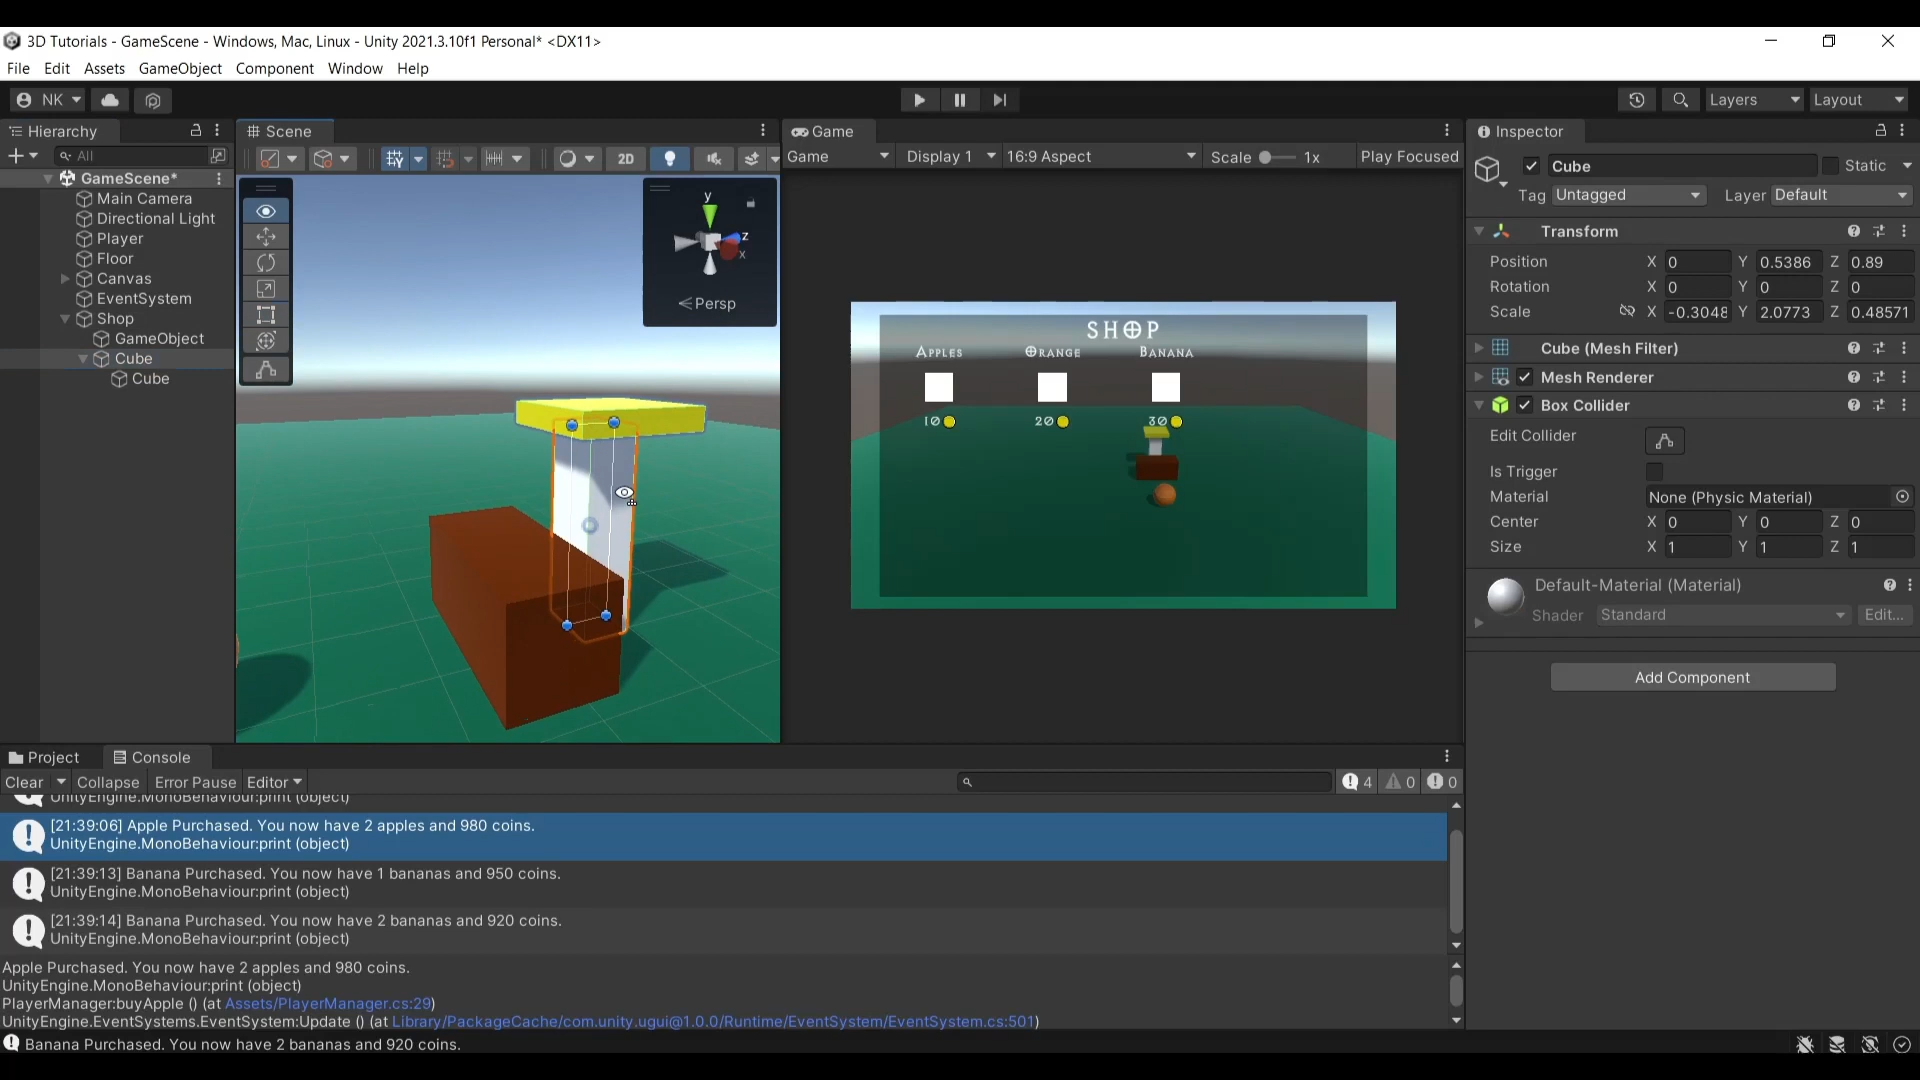 3D Tutorials - GameScene - Windows, Mac, Linux - Unity 2021.3.10f1 Personal* <DX11>
File Edit Assets GameObject Component Window Help
NK
Layers
Layout
Hierarchy
All
GameScene*
Main Camera
Directional Light
Player
Floor
Canvas
EventSystem
Shop
GameObject
Cube
Cube
Scene
2D
y
z
x
Persp
Game
Game
Display 1
16:9 Aspect
Scale
1x
Play Focused
SHOP
Apples Orange Banana
10 20 30
Inspector
Cube
Static
Tag Untagged Layer Default
Transform
Position X 0 Y 0.5386 Z 0.89
Rotation X 0 Y 0 Z 0
Scale X -0.3048 Y 2.0773 Z 0.48571
Cube (Mesh Filter)
Mesh Renderer
Box Collider
Edit Collider
Is Trigger
Material None (Physic Material)
Center X 0 Y 0 Z 0
Size X 1 Y 1 Z 1
Default-Material (Material)
Shader Standard Edit...
Add Component
Project Console
Clear Collapse Error Pause Editor
4 0 0
UnityEngine.MonoBehaviour:print (object)
[21:39:06] Apple Purchased. You now have 2 apples and 980 coins.
UnityEngine.MonoBehaviour:print (object)
[21:39:13] Banana Purchased. You now have 1 bananas and 950 coins.
UnityEngine.MonoBehaviour:print (object)
[21:39:14] Banana Purchased. You now have 2 bananas and 920 coins.
UnityEngine.MonoBehaviour:print (object)
Apple Purchased. You now have 2 apples and 980 coins.
UnityEngine.MonoBehaviour:print (object)
PlayerManager:buyApple () (at Assets/PlayerManager.cs:29)
UnityEngine.EventSystems.EventSystem:Update () (at Library/PackageCache/com.unity.ugui@1.0.0/Runtime/EventSystem/EventSystem.cs:501)
Banana Purchased. You now have 2 bananas and 920 coins.